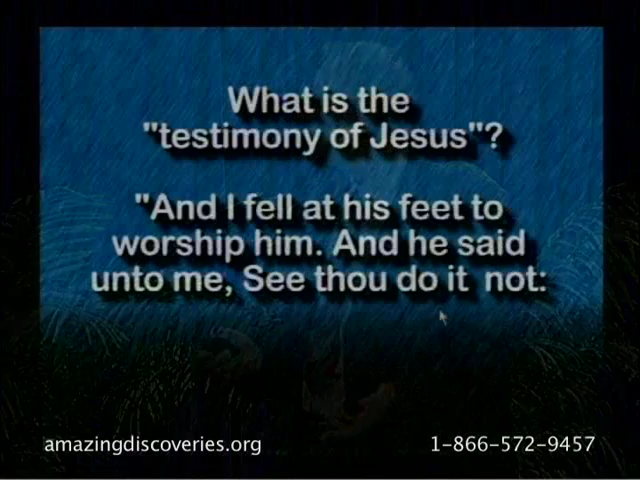 What is the
"testimony of Jesus"?
"And I fell at his feet to
worship him. And he said
unto me, See thou do it not:
amazingdiscoveries.org 1-866-572-9457